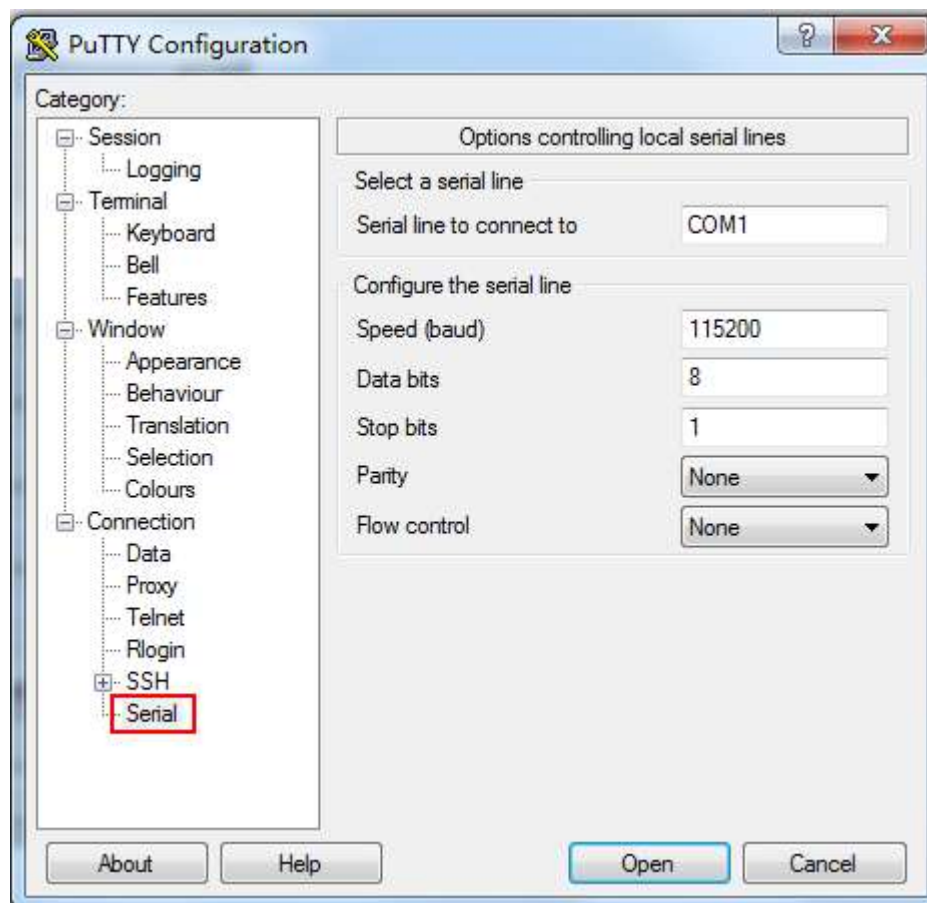 PuTTY Configuration
Category:
Session
Logging
Terminal
Keyboard
Bell
Features
Window
Appearance
Behaviour
Translation
Selection
Colours
Connection
Data
Proxy
Telnet
Rlogin
SSH
Serial
Options controlling local serial lines
Select a serial line
Serial line to connect to COM1
Configure the serial line
Speed (baud) 115200
Data bits 8
Stop bits 1
Parity None
Flow control None
About Help Open Cancel